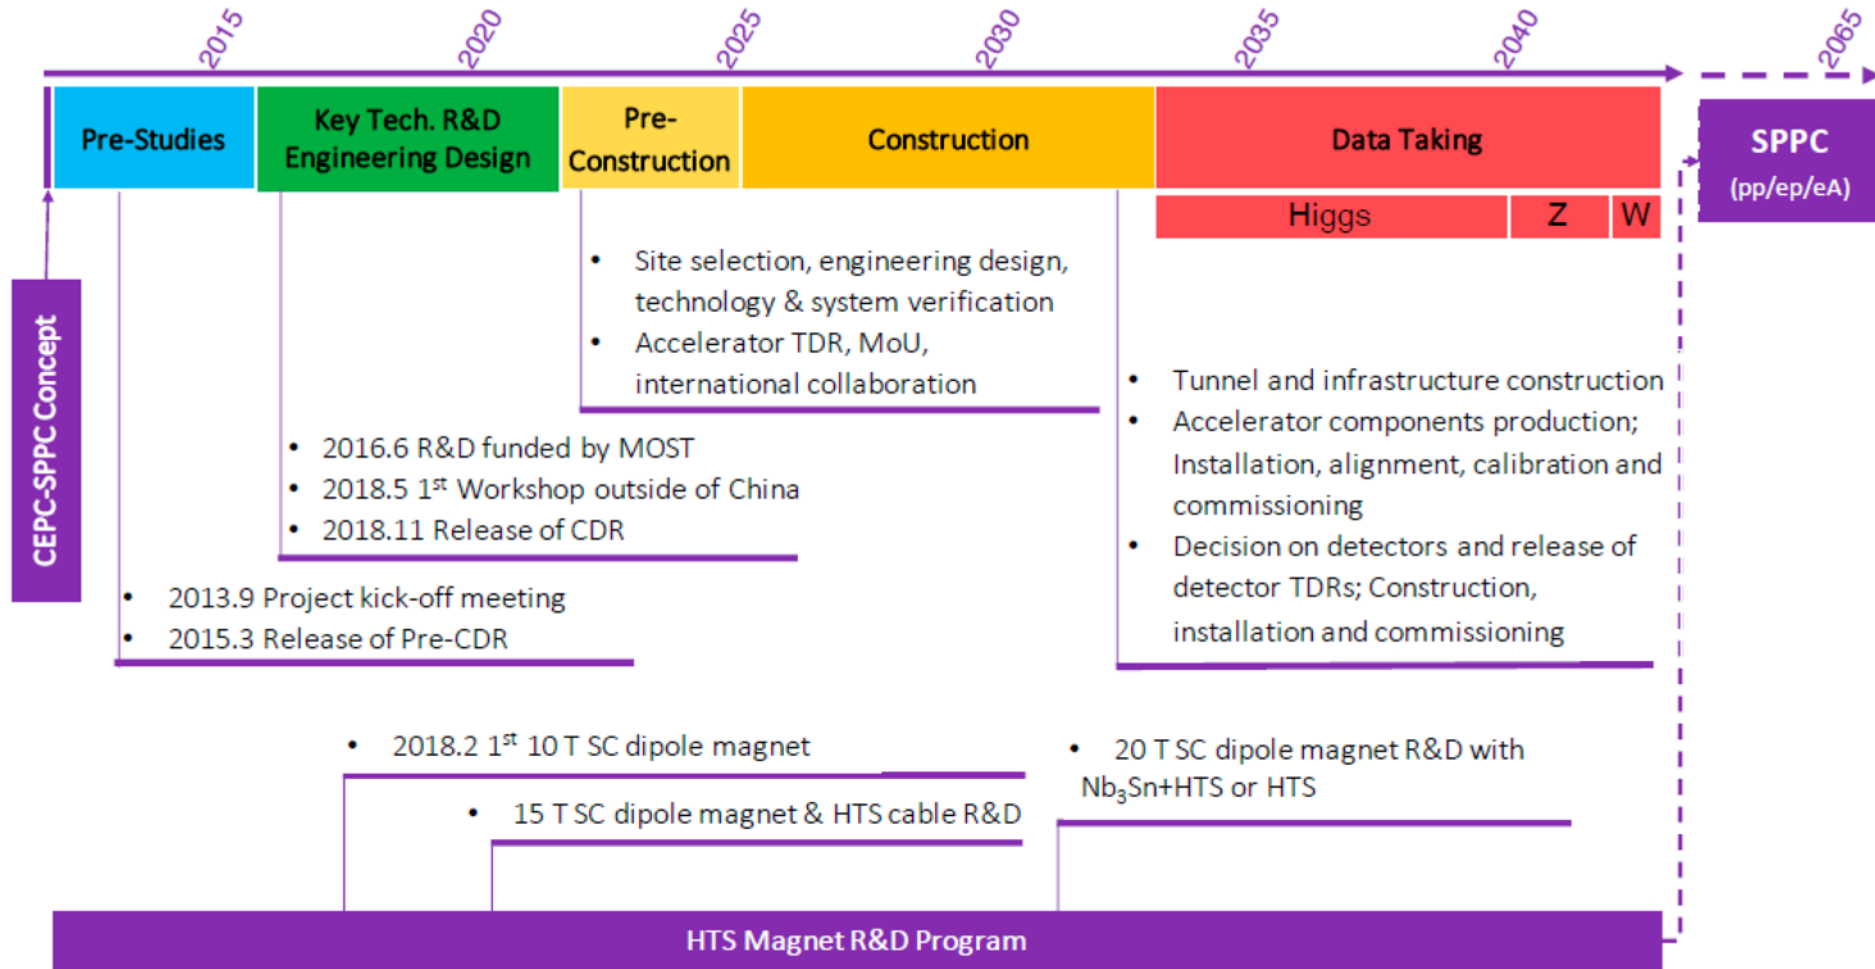 2015
2020
2025
2030
2035
2040
2065
Pre-Studies
Key Tech. R&D
Engineering Design
Pre-
Construction
Construction
Data Taking
SPPC
(pp/ep/eA)
Higgs
Z
W
CEPC-SPPC Concept
• Site selection, engineering design,
technology & system verification
• Accelerator TDR, MoU,
international collaboration
• Tunnel and infrastructure construction
• Accelerator components production;
Installation, alignment, calibration and
commissioning
• Decision on detectors and release of
detector TDRs; Construction,
installation and commissioning
• 2016.6 R&D funded by MOST
• 2018.5 1st Workshop outside of China
• 2018.11 Release of CDR
• 2013.9 Project kick-off meeting
• 2015.3 Release of Pre-CDR
• 2018.2 1st 10 T SC dipole magnet
• 15 T SC dipole magnet & HTS cable R&D
• 20 T SC dipole magnet R&D with
Nb3Sn+HTS or HTS
HTS Magnet R&D Program